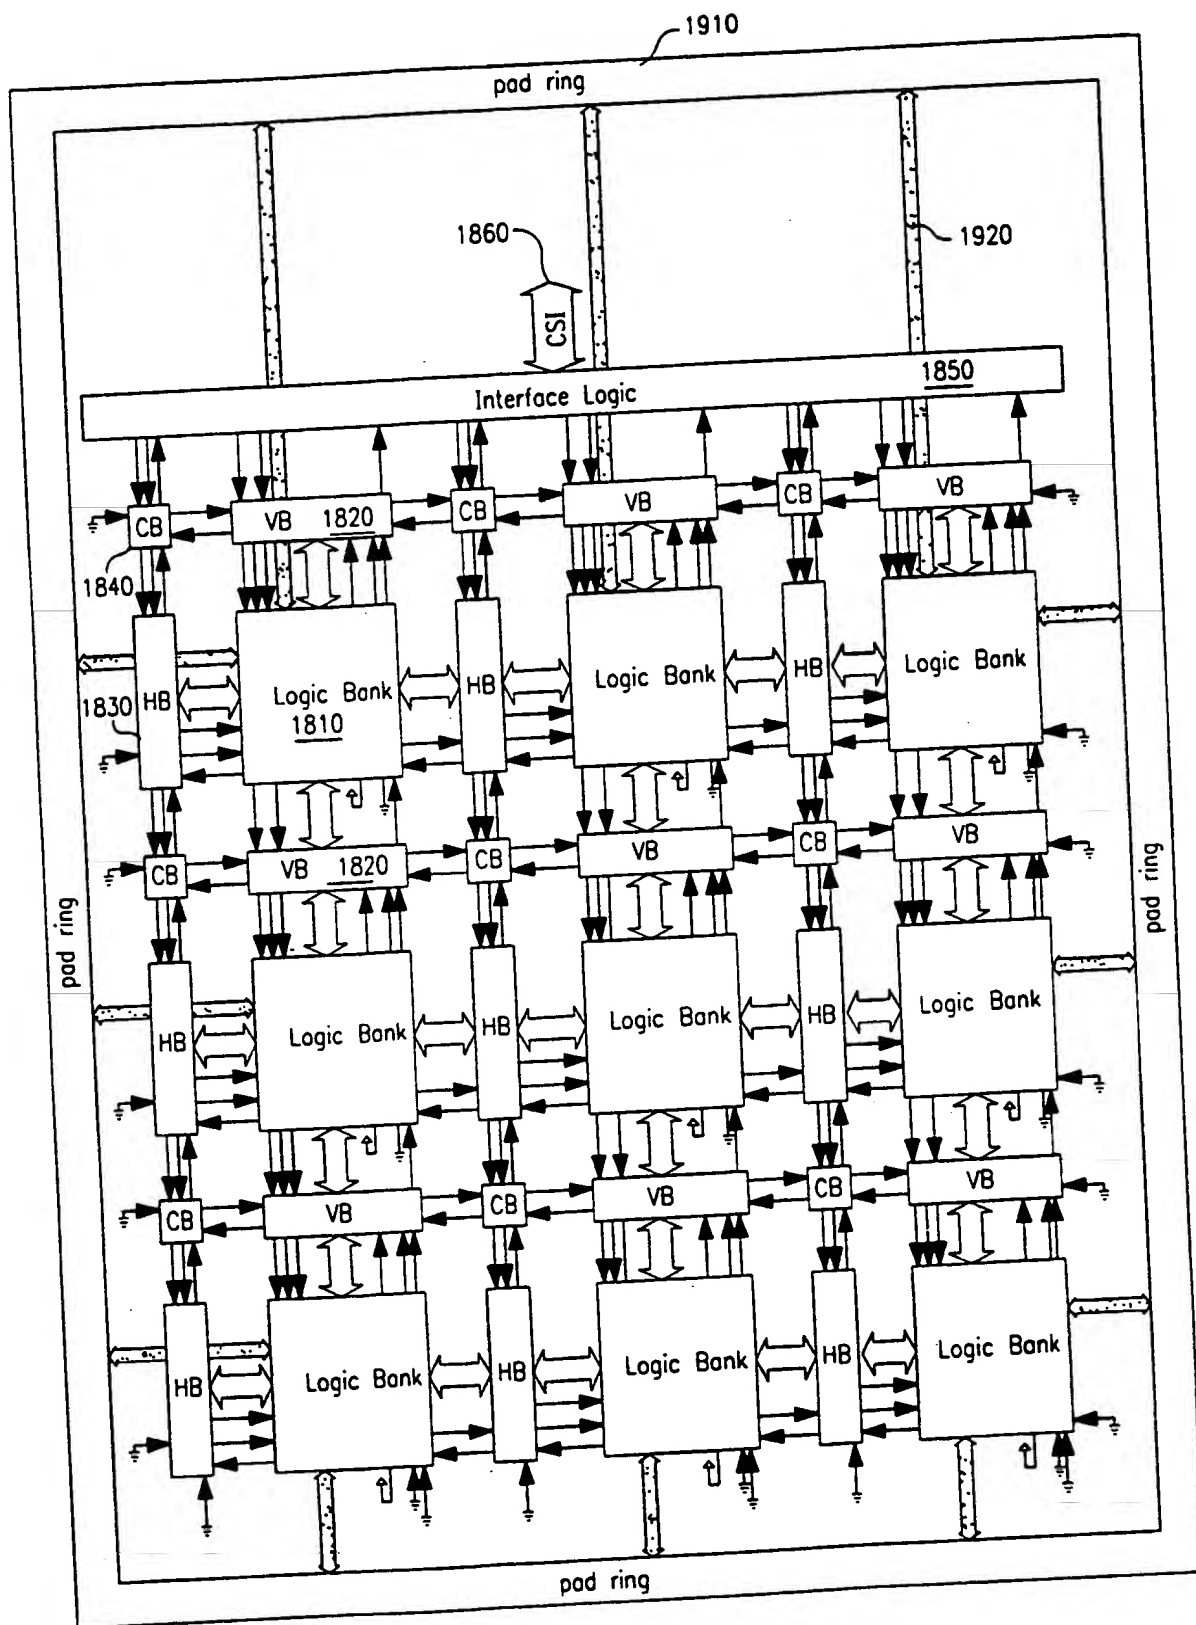 1910
pad ring
1860
1920
CSI
1850
Interface Logic
CB
VB 1820
CB
VB
CB
VB
1840
HB
Logic Bank
1810
HB
Logic Bank
HB
Logic Bank
1830
CB
VB 1820
CB
VB
CB
VB
pad ring
pad ring
HB
Logic Bank
HB
Logic Bank
HB
Logic Bank
CB
VB
CB
VB
CB
VB
HB
Logic Bank
HB
Logic Bank
HB
Logic Bank
pad ring